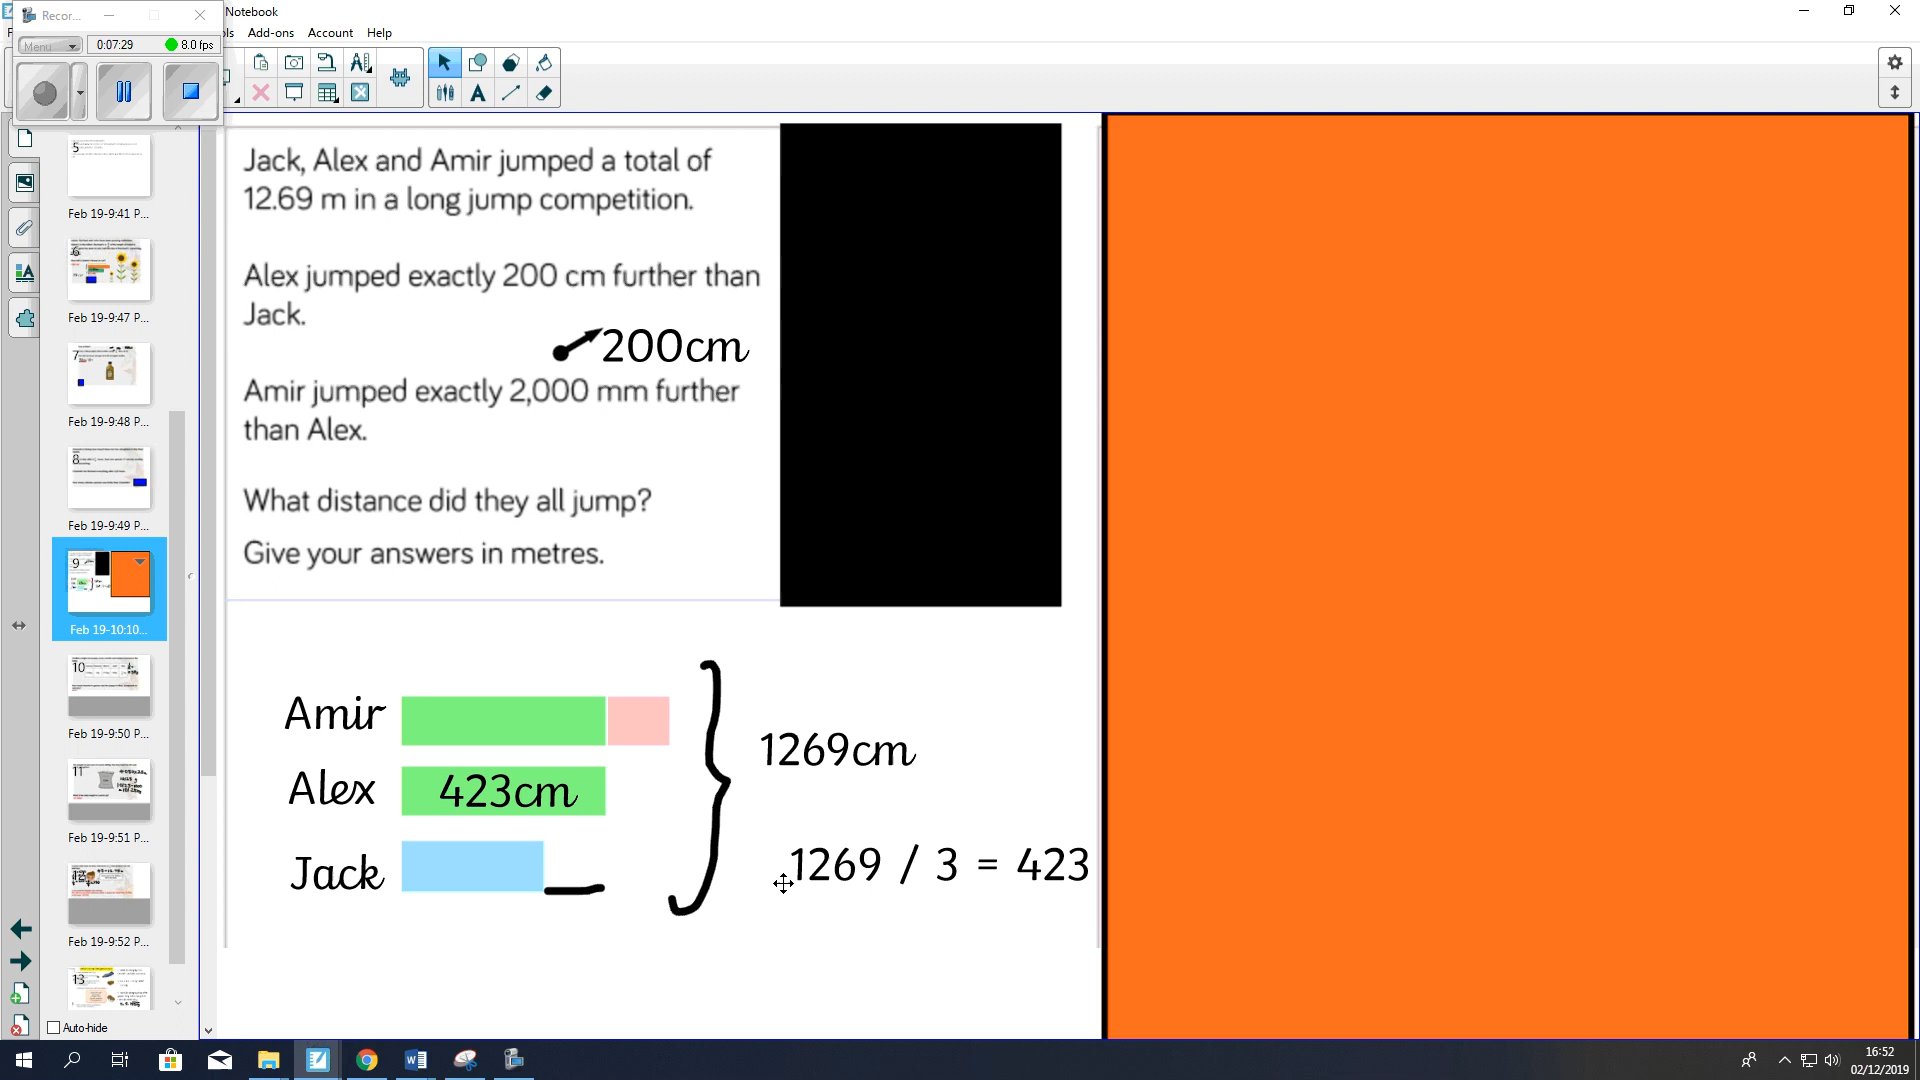 Recor...
Notebook
ols Add-ons Account Help
Menu 0:07:29 8.0 fps
5
Feb 19-9:41 P...
6
Feb 19-9:47 P...
7
Feb 19-9:48 P...
8
Feb 19-9:49 P...
9
Feb 19-10:10...
10
Feb 19-9:50 P...
11
Feb 19-9:51 P...
Feb 19-9:52 P...
13
Auto-hide
Jack, Alex and Amir jumped a total of
12.69 m in a long jump competition.
Alex jumped exactly 200 cm further than
Jack.
200cm
Amir jumped exactly 2,000 mm further
than Alex.
What distance did they all jump?
Give your answers in metres.
Amir
Alex 423cm
Jack
1269cm
1269 / 3 = 423
16:52
02/12/2019